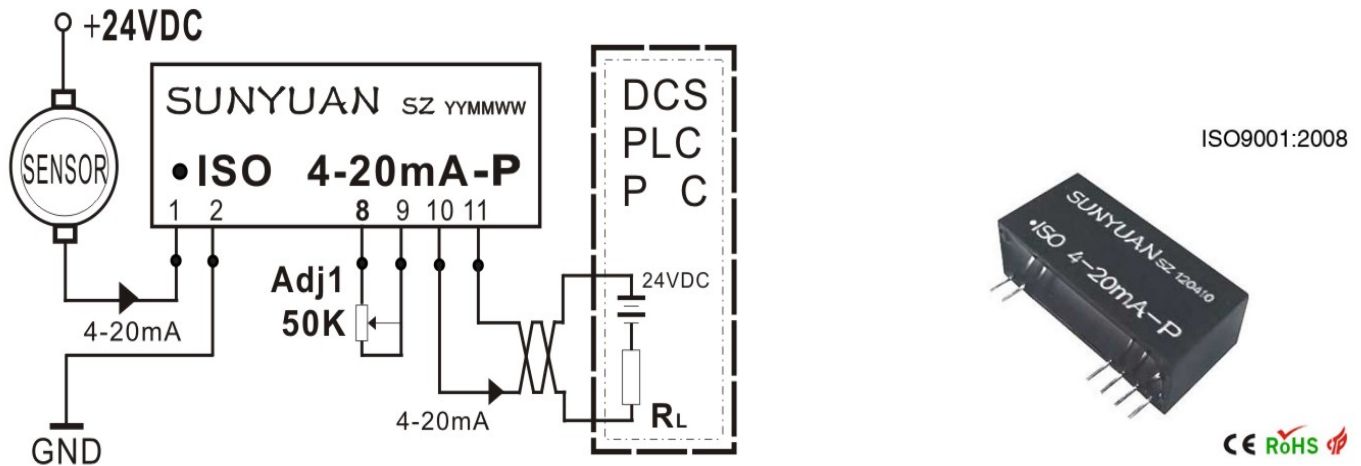 +24VDC
SENSOR
4-20mA
GND
SUNYUAN SZ YYMMWW
•ISO 4-20mA-P
1 2 8 9 10 11
Adj1
50K
4-20mA
DCS
PLC
P C
24VDC
RL
ISO9001:2008
SUNYUAN SZ 120410
•ISO 4-20mA-P
CE RoHS